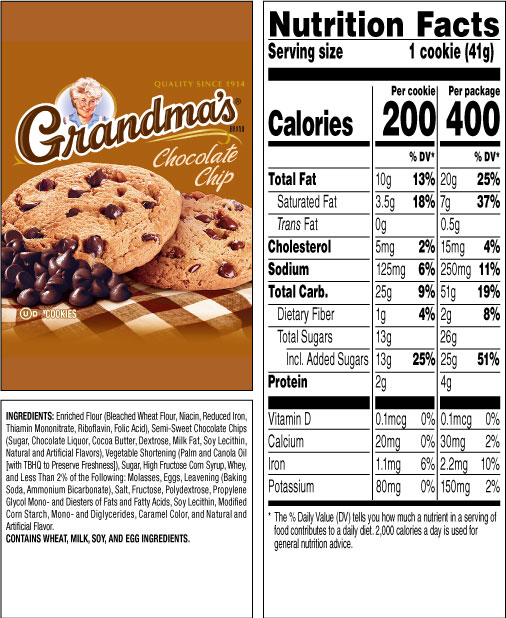 QUALITY SINCE 1914
Grandma's®
BRAND
Chocolate
Chip
U D *COOKIES
INGREDIENTS: Enriched Flour (Bleached Wheat Flour, Niacin, Reduced Iron,
Thiamin Mononitrate, Riboflavin, Folic Acid), Semi-Sweet Chocolate Chips
(Sugar, Chocolate Liquor, Cocoa Butter, Dextrose, Milk Fat, Soy Lecithin,
Natural and Artificial Flavors), Vegetable Shortening (Palm and Canola Oil
[with TBHQ to Preserve Freshness]), Sugar, High Fructose Corn Syrup, Whey,
and Less Than 2% of the Following: Molasses, Eggs, Leavening (Baking
Soda, Ammonium Bicarbonate), Salt, Fructose, Polydextrose, Propylene
Glycol Mono- and Diesters of Fats and Fatty Acids, Soy Lecithin, Modified
Corn Starch, Mono- and Diglycerides, Caramel Color, and Natural and
Artificial Flavor.
CONTAINS WHEAT, MILK, SOY, AND EGG INGREDIENTS.
Nutrition Facts
Serving size 1 cookie (41g)
Per cookie Per package
Calories 200 400
% DV* % DV*
Total Fat 10g 13% 20g 25%
Saturated Fat 3.5g 18% 7g 37%
Trans Fat 0g 0.5g
Cholesterol 5mg 2% 15mg 4%
Sodium 125mg 6% 250mg 11%
Total Carb. 25g 9% 51g 19%
Dietary Fiber 1g 4% 2g 8%
Total Sugars 13g 26g
Incl. Added Sugars 13g 25% 25g 51%
Protein 2g 4g
Vitamin D 0.1mcg 0% 0.1mcg 0%
Calcium 20mg 0% 30mg 2%
Iron 1.1mg 6% 2.2mg 10%
Potassium 80mg 0% 150mg 2%
* The % Daily Value (DV) tells you how much a nutrient in a serving of
food contributes to a daily diet. 2,000 calories a day is used for
general nutrition advice.